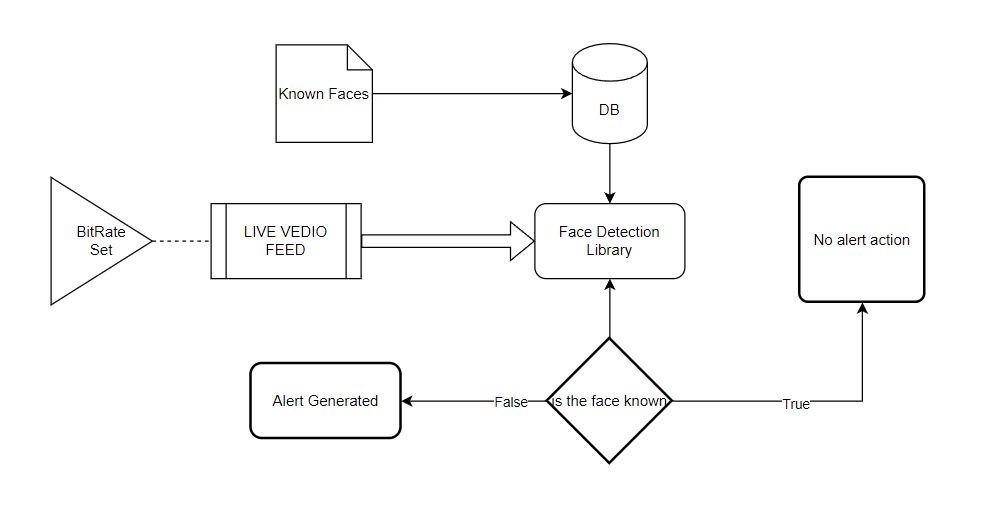 Known Faces
DB
BitRate
Set
LIVE VEDIO
FEED
Face Detection
Library
No alert action
Alert Generated
False
is the face known
True